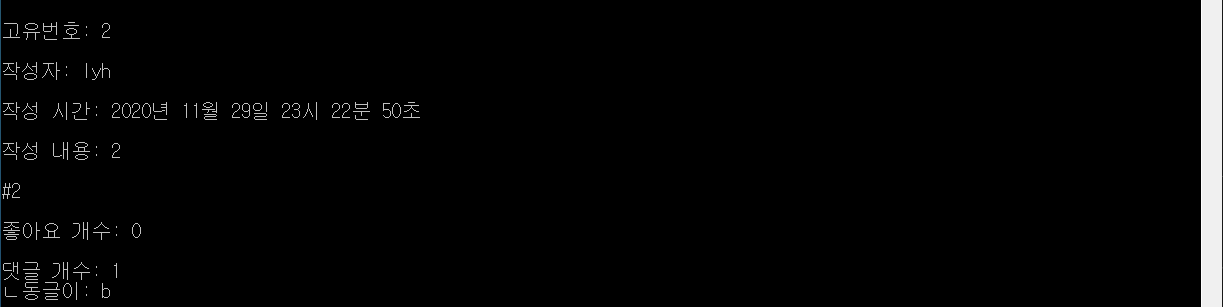 고유번호: 2
작성자: lyh
작성 시간: 2020년 11월 29일 23시 22분 50초
작성 내용: 2
#2
좋아요 개수: 0
댓글 개수: 1
ㄴ동글이: b